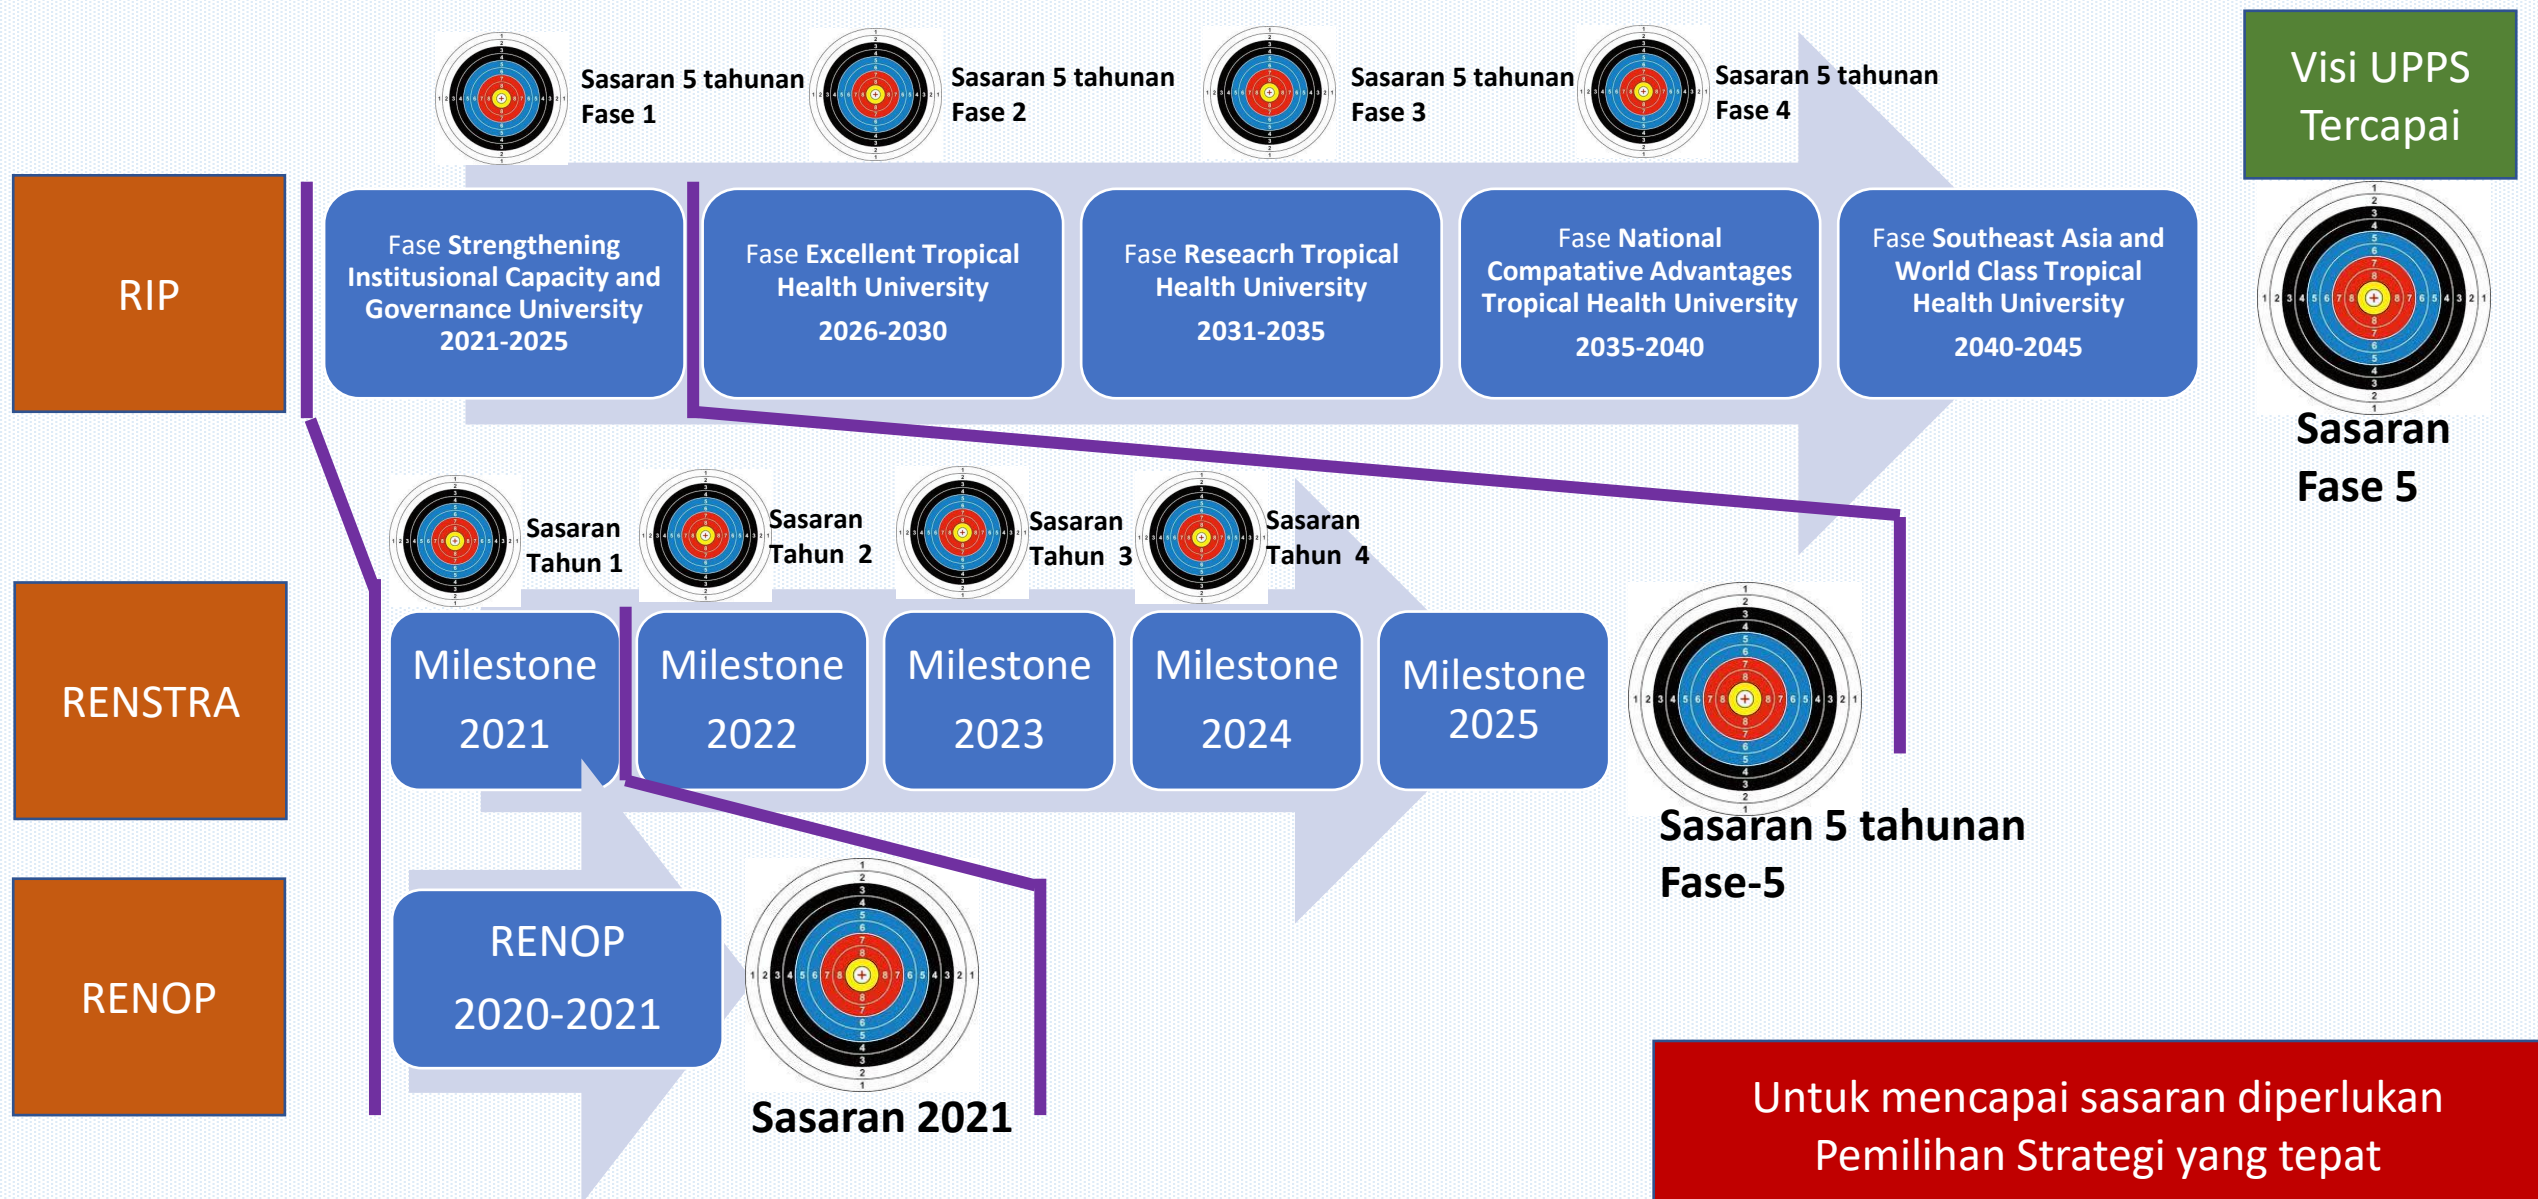 Sasaran 5 tahunan
Fase 1
Sasaran 5 tahunan
Fase 2
Sasaran 5 tahunan
Fase 3
Sasaran 5 tahunan
Fase 4
Visi UPPS
Tercapai
RIP
Fase Strengthening
Institusional Capacity and
Governance University
2021-2025
Fase Excellent Tropical
Health University
2026-2030
Fase Reseacrh Tropical
Health University
2031-2035
Fase National
Compatative Advantages
Tropical Health University
2035-2040
Fase Southeast Asia and
World Class Tropical
Health University
2040-2045
Sasaran
Fase 5
Sasaran
Tahun 1
Sasaran
Tahun 2
Sasaran
Tahun 3
Sasaran
Tahun 4
RENSTRA
Milestone
2021
Milestone
2022
Milestone
2023
Milestone
2024
Milestone
2025
Sasaran 5 tahunan
Fase-5
RENOP
RENOP
2020-2021
Sasaran 2021
Untuk mencapai sasaran diperlukan
Pemilihan Strategi yang tepat